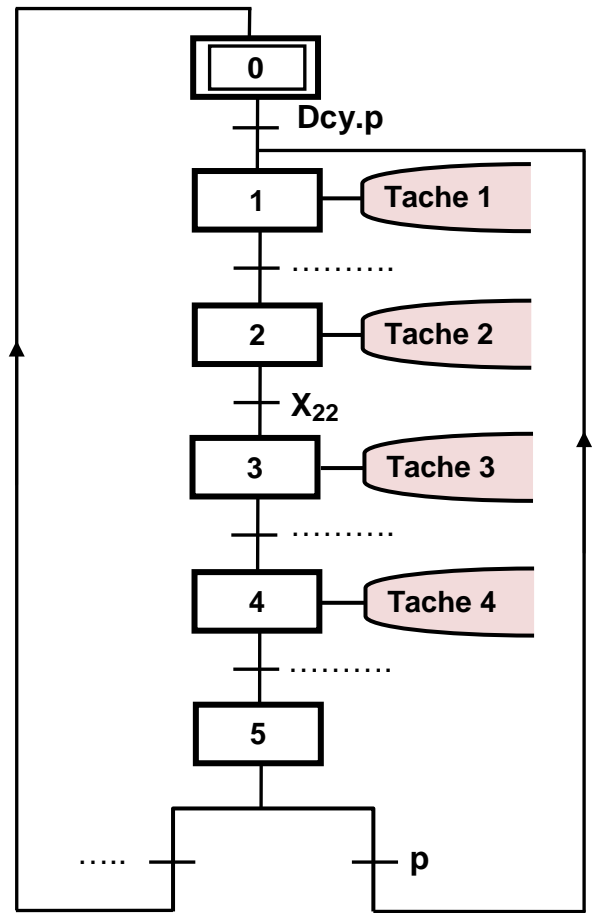 0
Dcy.p
1 Tache 1
..........
2 Tache 2
X₂₂
3 Tache 3
..........
4 Tache 4
..........
5
..... p